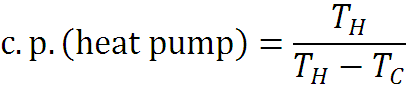 c. p. (heat pump) = T_H / (T_H − T_C)